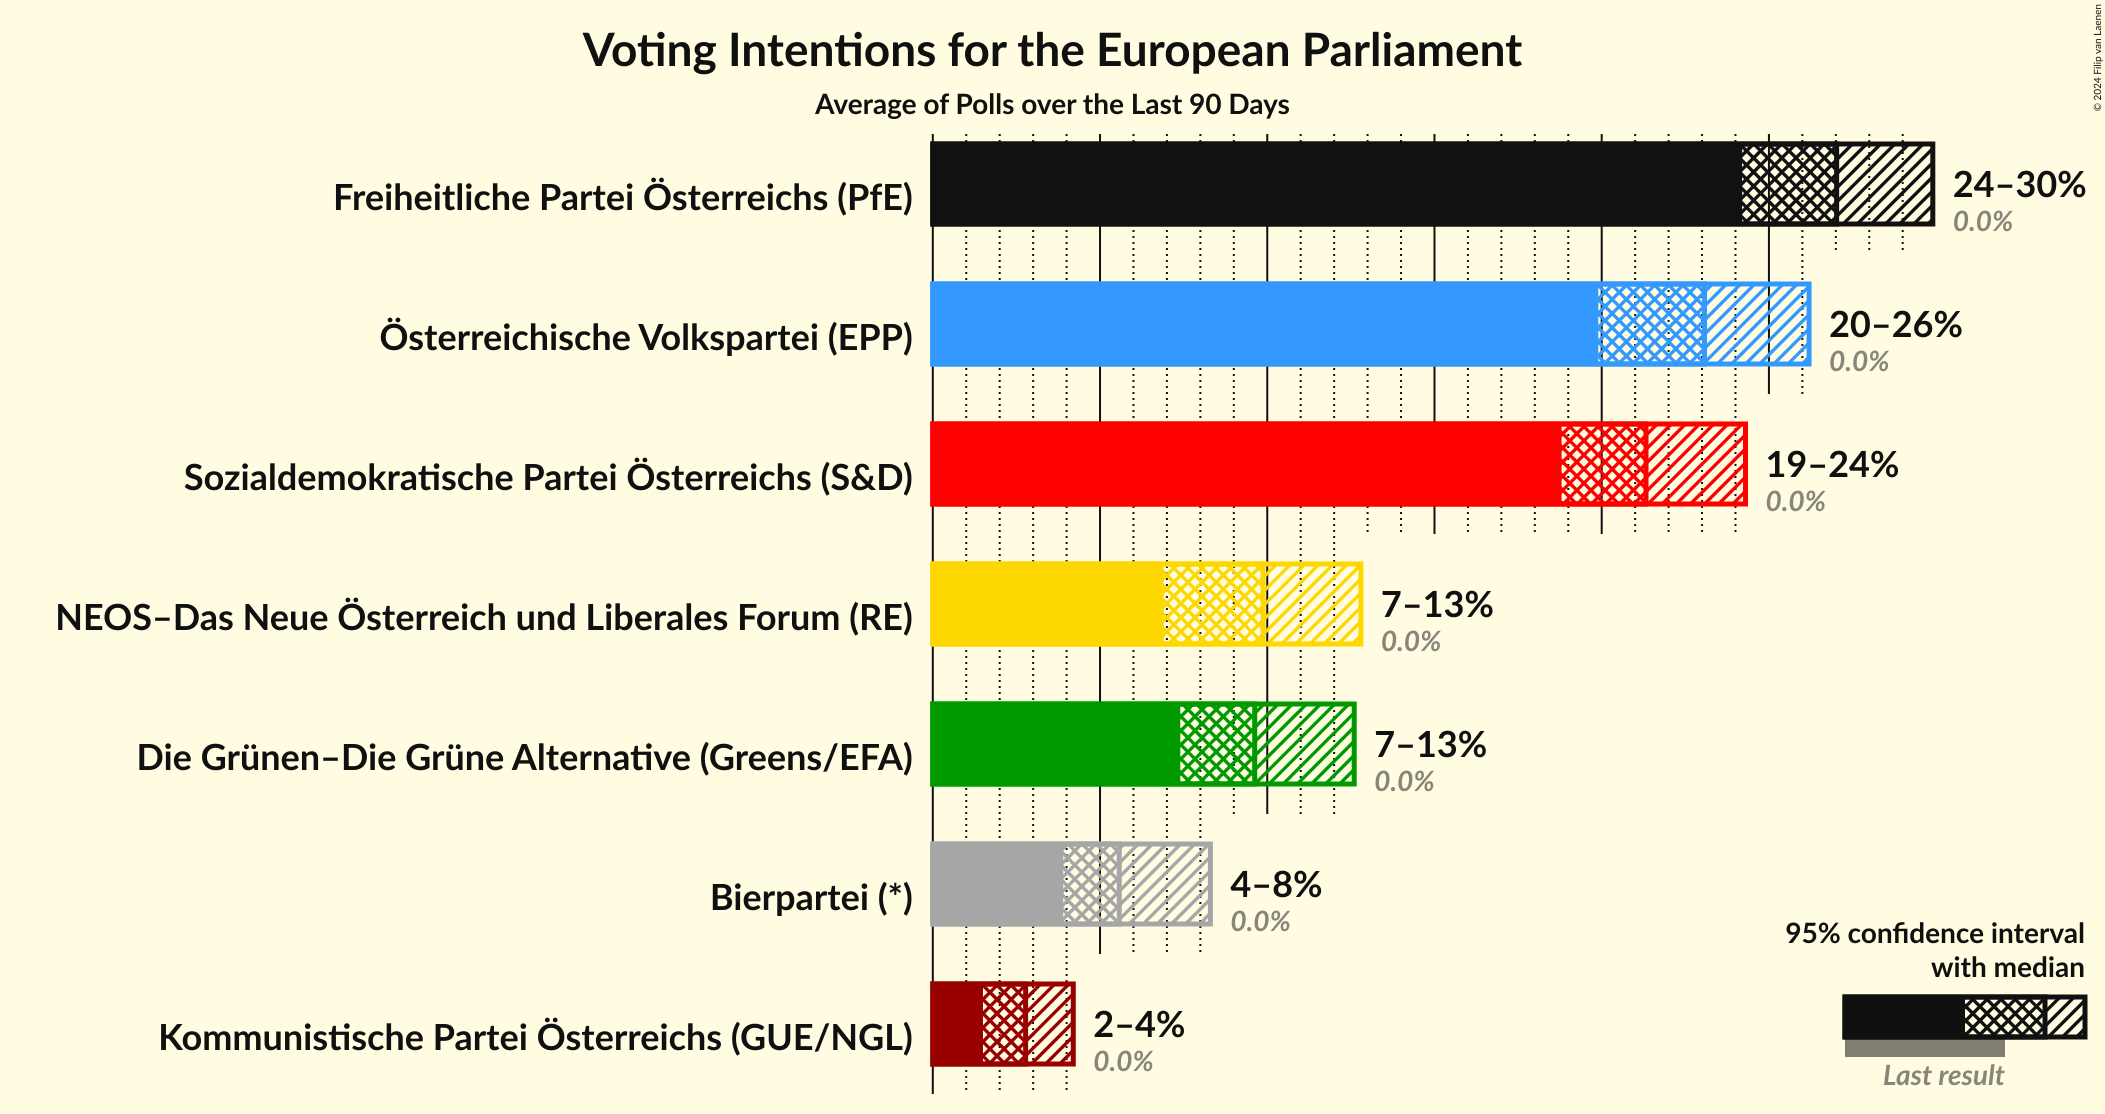 Voting Intentions for the European Parliament
Average of Polls over the Last 90 Days
© 2024 Filip van Laenen
Freiheitliche Partei Österreichs (PfE)
24–30%
0.0%
Österreichische Volkspartei (EPP)
20–26%
0.0%
Sozialdemokratische Partei Österreichs (S&D)
19–24%
0.0%
NEOS–Das Neue Österreich und Liberales Forum (RE)
7–13%
0.0%
Die Grünen–Die Grüne Alternative (Greens/EFA)
7–13%
0.0%
Bierpartei (*)
4–8%
0.0%
Kommunistische Partei Österreichs (GUE/NGL)
2–4%
0.0%
95% confidence interval
with median
Last result